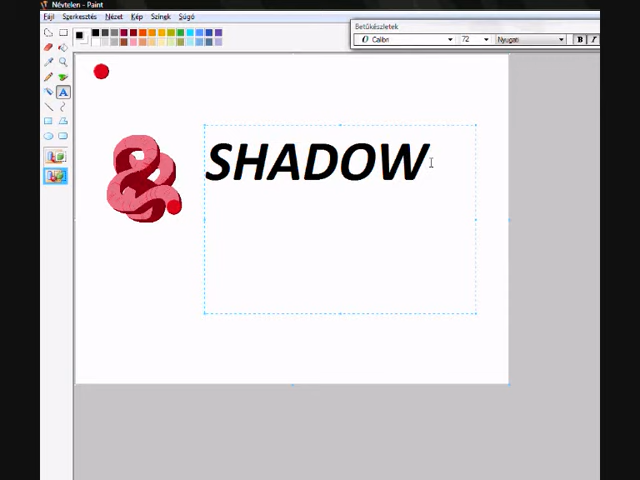 Névtelen - Paint
Fájl Szerkesztés Nézet Kép Színek Súgó
Betűkészletek
Calibri 72 Nyugati B I
A
&
SHADOW